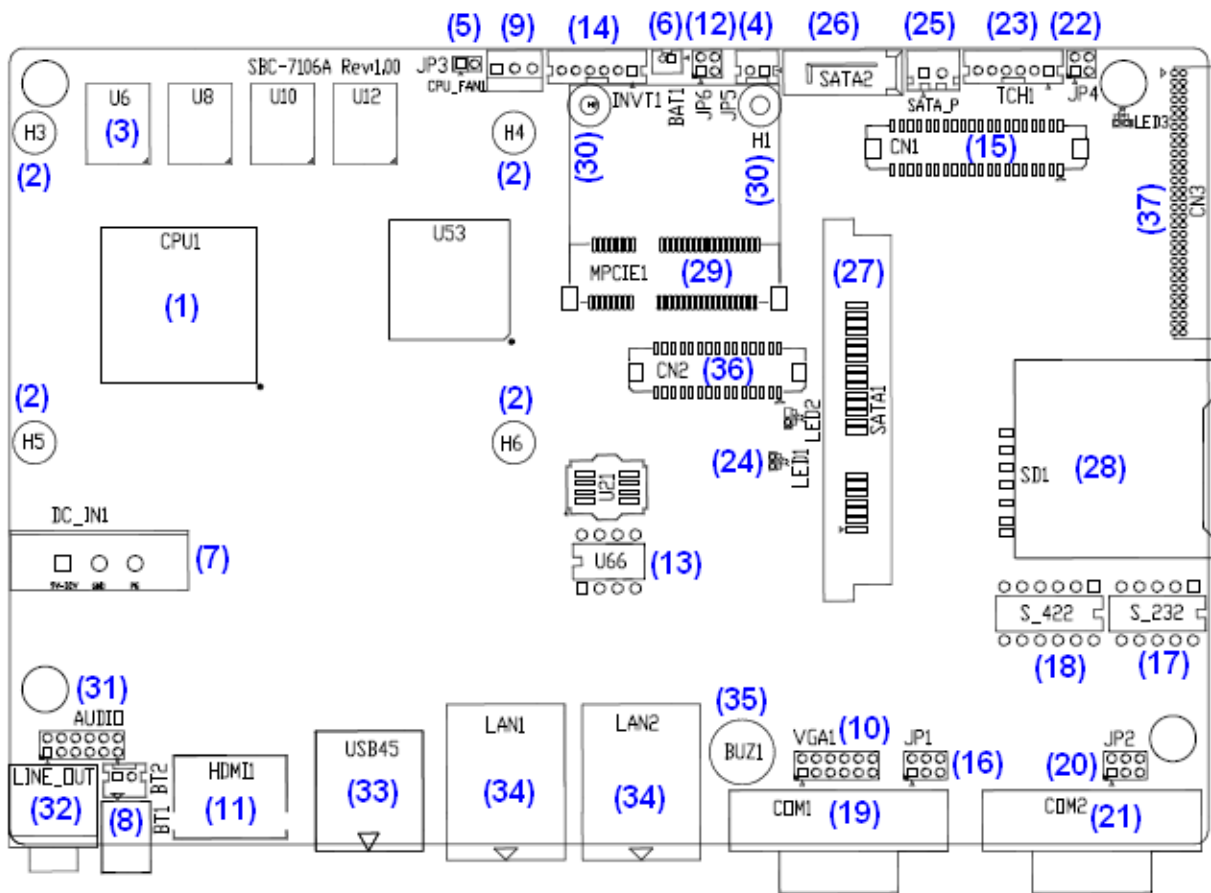 (5) (9) (14) (6) (12) (4) (26) (25) (23) (22)
SBC-7106A Rev:1.00 JP3
CPU_FAN1
INVT1 BAT1 JP6 JP5 SATA2 SATA_P TCH1 JP4
U6 U8 U10 U12
H3 (3) H4 H1 LED3
(2) (2) (30) (30) CN1 (15)
(37) CN3
CPU1 U53
(1) MPCIE1 (29) (27)
CN2 (36)
SATA1
(2) (2)
LED2
H5 H6 (24) LED1
SD1 (28)
U21
DC_IN1
(7) U66 (13)
GND
S_422 S_232
(18) (17)
(31)
AUDIO
LAN1 LAN2 (35)
BUZ1
VGA1 (10) JP1 JP2
(16) (20)
LINE_OUT BT2 HDMI1 USB45
(32) (8) BT1 (11) (33) (34) (34)
COM1 (19) COM2 (21)